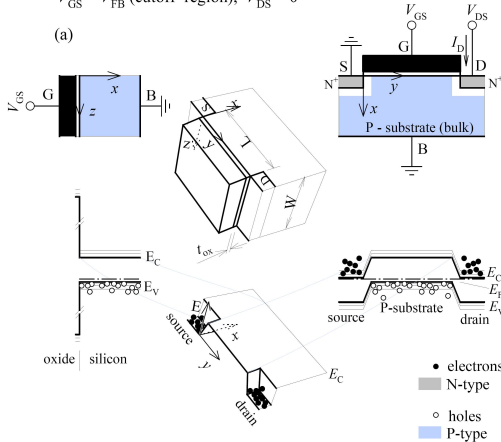 V_GS = V_FB (cutoff region), V_DS = 0
(a)
V_GS
G
x
z
B
S
x
z
y
L
D
W
t_ox
V_GS
V_DS
I_D
S
G
D
N+
y
N+
x
P - substrate (bulk)
B
E_C
E_V
oxide
silicon
E
source
x
y
drain
E_C
E_C
E_F
E_V
source
P-substrate
drain
electrons
N-type
holes
P-type